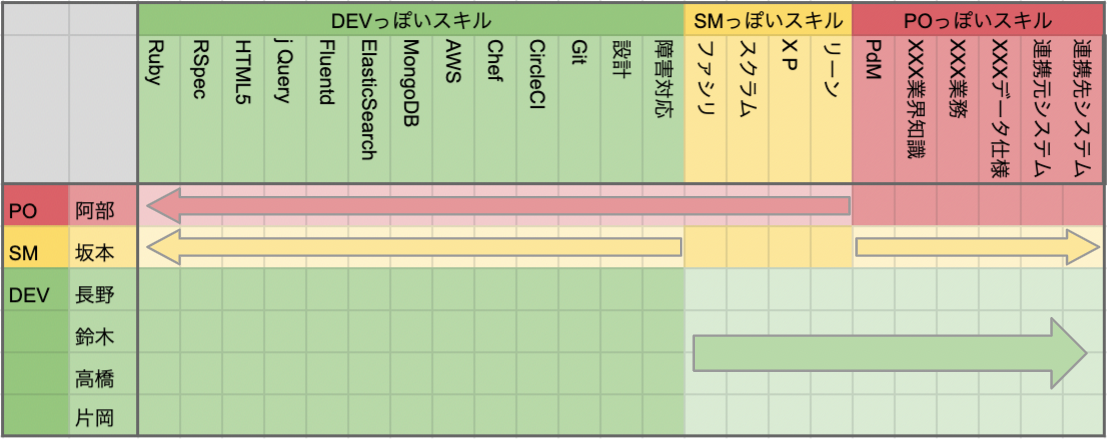 DEVっぽいスキル
SMっぽいスキル
POっぽいスキル
Ruby
RSpec
HTML5
jQuery
Fluentd
ElasticSearch
MongoDB
AWS
Chef
CircleCI
Git
設計
障害対応
ファシリ
スクラム
XP
リーン
PdM
XXX業界知識
XXX業務
XXXデータ仕様
連携元システム
連携先システム
PO 阿部
SM 坂本
DEV 長野
鈴木
高橋
片岡